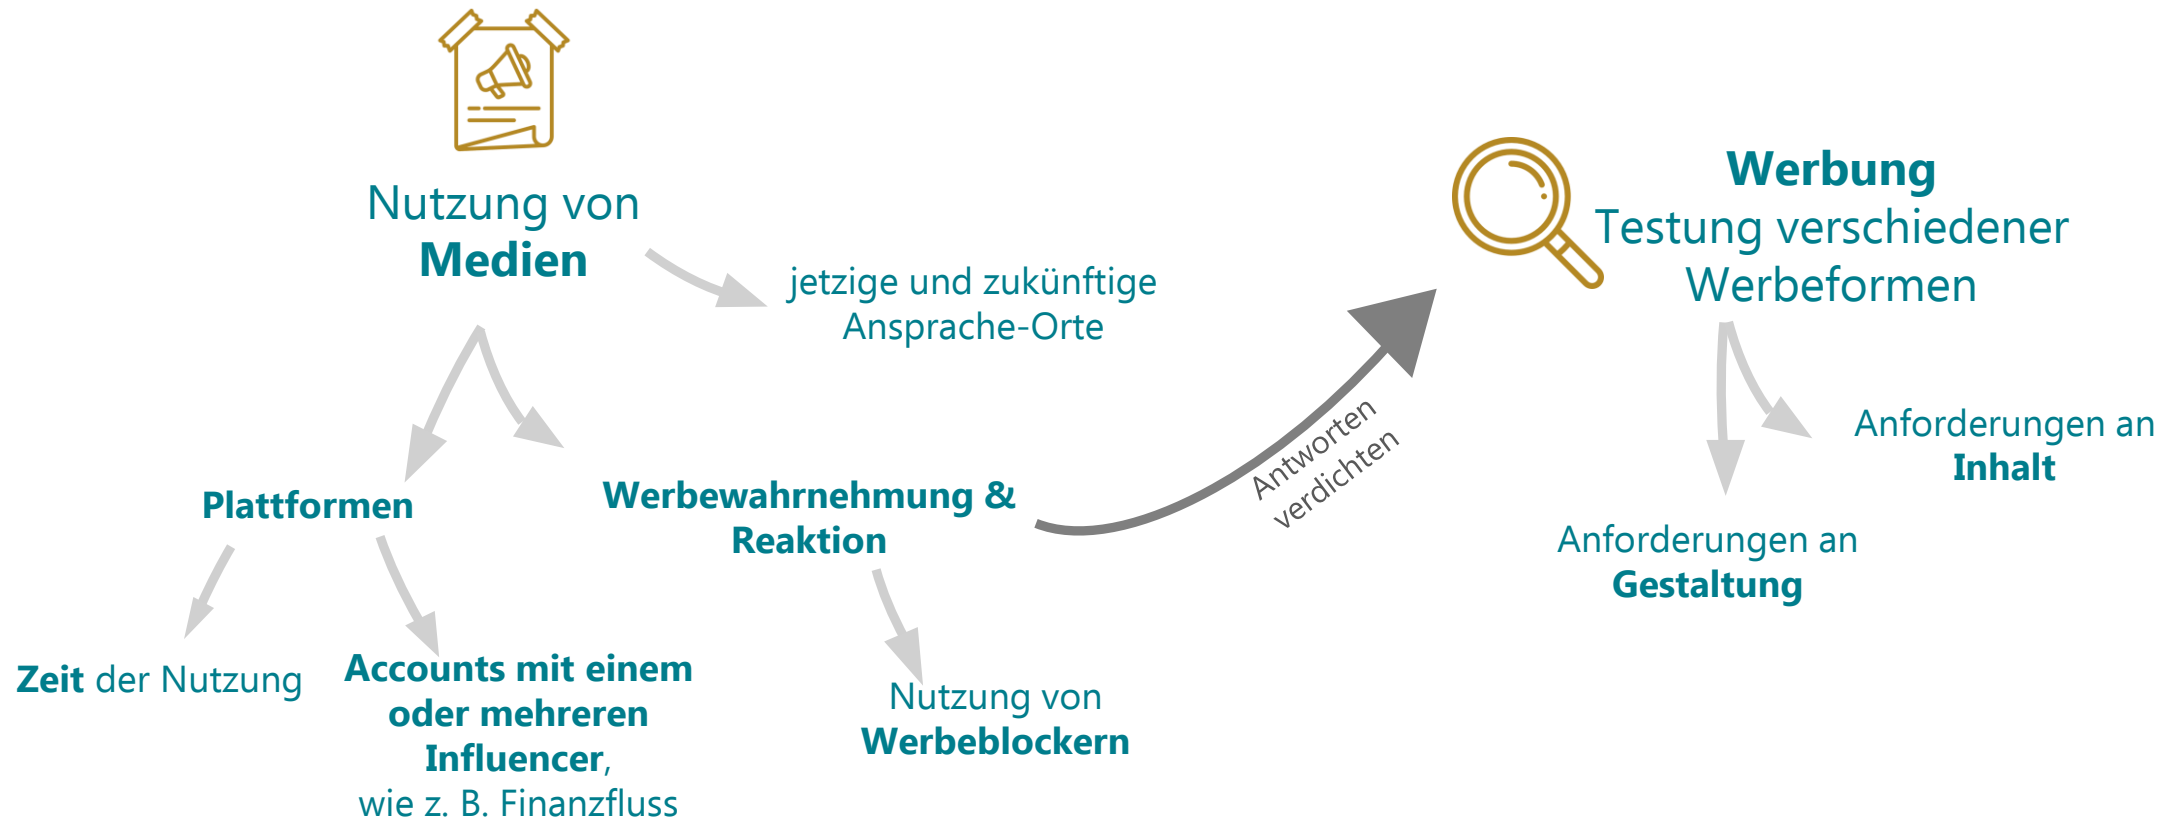 Nutzung von
Medien
jetzige und zukünftige
Ansprache-Orte
Plattformen
Werbewahrnehmung &
Reaktion
Zeit der Nutzung
Accounts mit einem
oder mehreren
Influencer,
wie z. B. Finanzfluss
Nutzung von
Werbeblockern
Antworten
verdichten
Werbung
Testung verschiedener
Werbeformen
Anforderungen an
Inhalt
Anforderungen an
Gestaltung